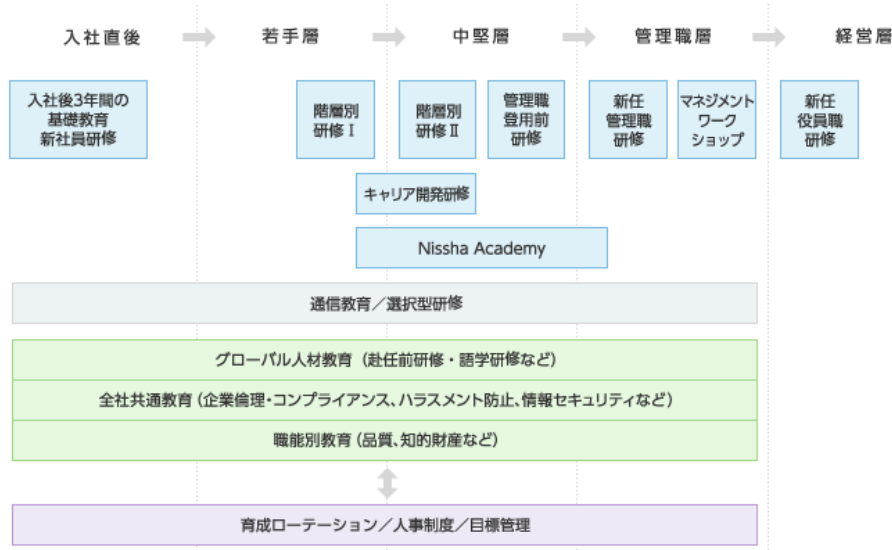 入社直後
若手層
中堅層
管理職層
経営層
入社後3年間の
基礎教育
新社員研修
階層別
研修Ⅰ
階層別
研修Ⅱ
管理職
登用前
研修
新任
管理職
研修
マネジメント
ワーク
ショップ
新任
役員職
研修
キャリア開発研修
Nissha Academy
通信教育／選択型研修
グローバル人材教育（赴任前研修・語学研修など）
全社共通教育（企業倫理・コンプライアンス、ハラスメント防止、情報セキュリティなど）
職能別教育（品質、知的財産など）
育成ローテーション／人事制度／目標管理